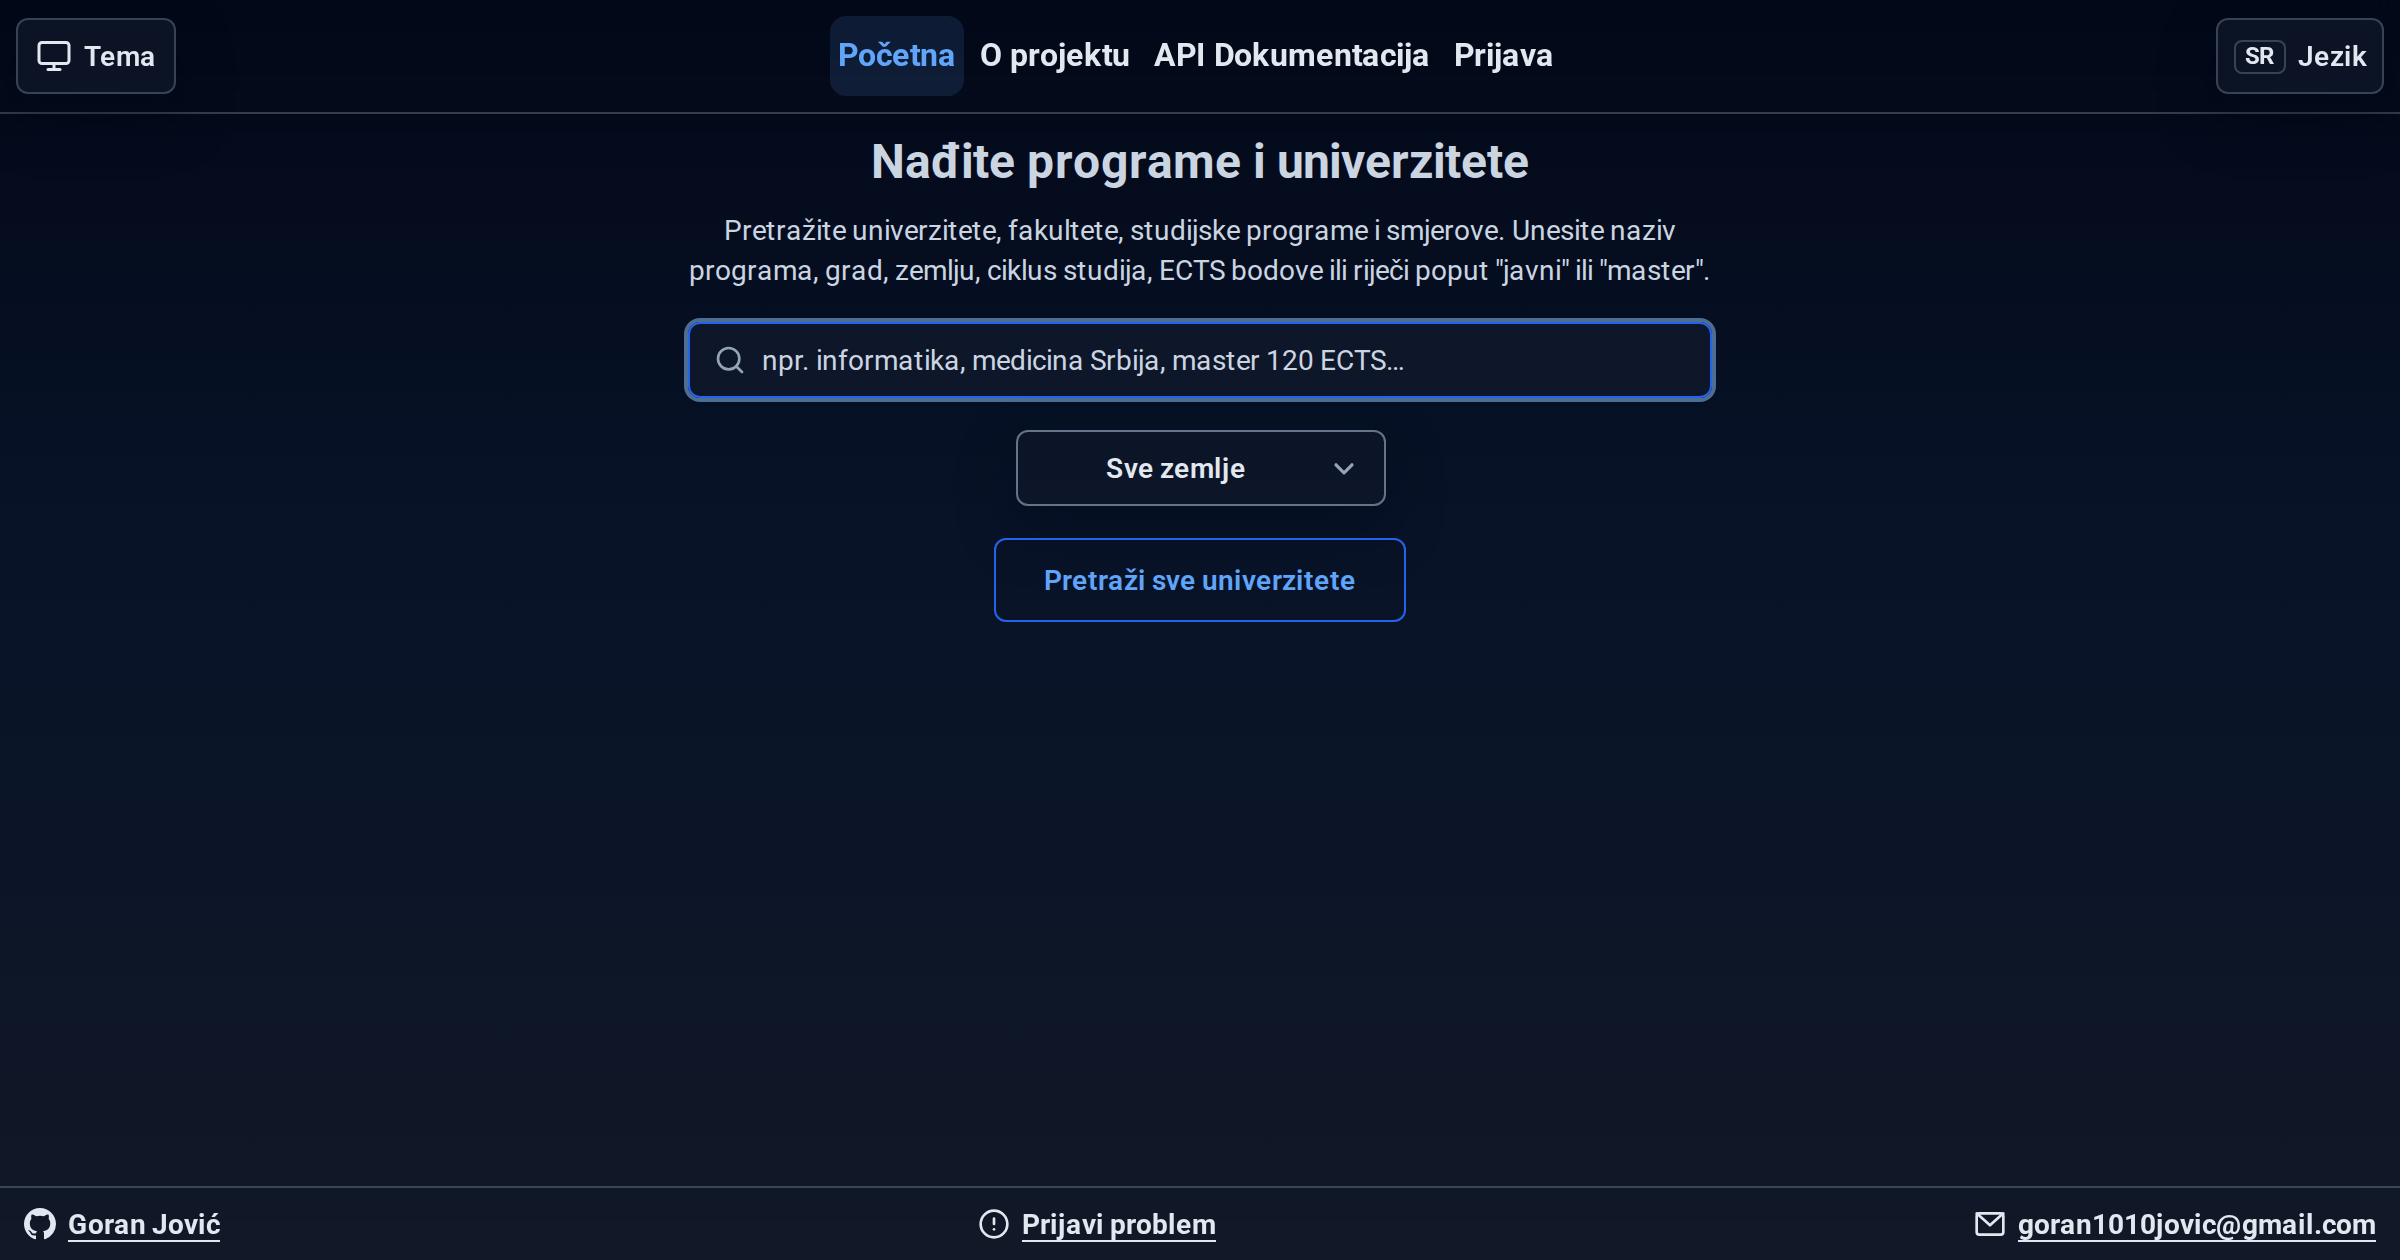 Tema
Početna
O projektu
API Dokumentacija
Prijava
SR Jezik
Nađite programe i univerzitete
Pretražite univerzitete, fakultete, studijske programe i smjerove. Unesite naziv
programa, grad, zemlju, ciklus studija, ECTS bodove ili riječi poput "javni" ili "master".
npr. informatika, medicina Srbija, master 120 ECTS...
Sve zemlje
Pretraži sve univerzitete
Goran Jović
Prijavi problem
goran1010jovic@gmail.com